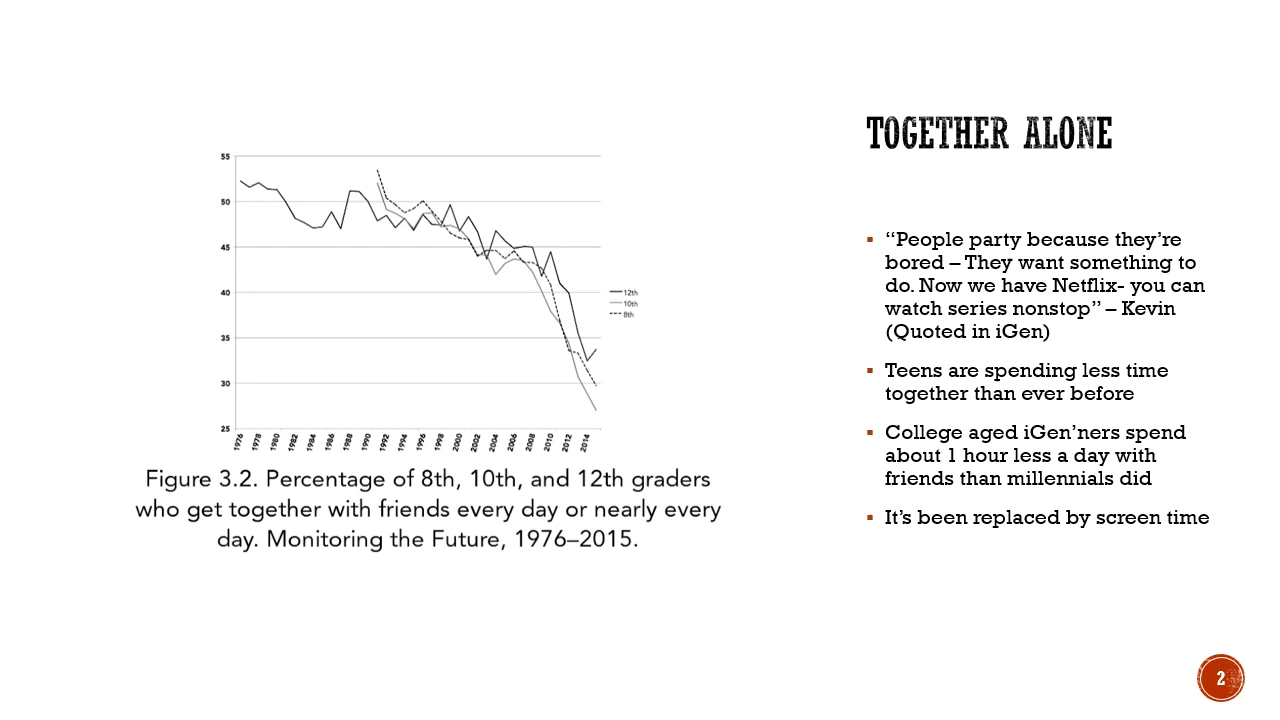 55
50
45
40
35
30
25
1976
1978
1980
1982
1984
1986
1988
1990
1992
1994
1996
1998
2000
2002
2004
2006
2008
2010
2012
2014
12th
10th
8th
Figure 3.2. Percentage of 8th, 10th, and 12th graders
who get together with friends every day or nearly every
day. Monitoring the Future, 1976–2015.
TOGETHER ALONE
▪ “People party because they’re
bored – They want something to
do. Now we have Netflix- you can
watch series nonstop” – Kevin
(Quoted in iGen)
▪ Teens are spending less time
together than ever before
▪ College aged iGen’ners spend
about 1 hour less a day with
friends than millennials did
▪ It’s been replaced by screen time
2